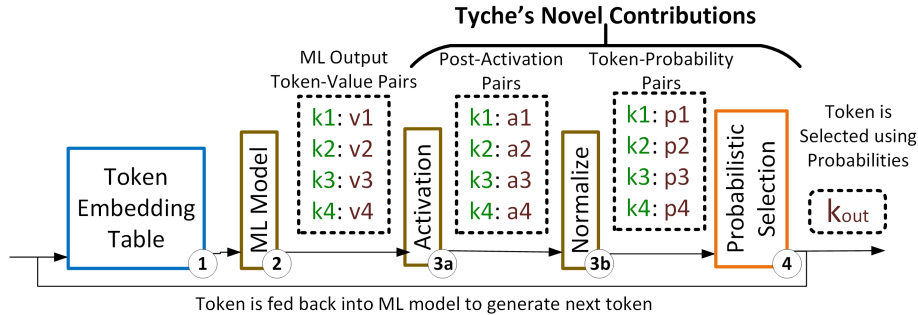 Tyche's Novel Contributions
ML Output
Token-Value Pairs
Post-Activation
Pairs
Token-Probability
Pairs
Token
Embedding
Table
1
ML Model
2
k1: v1
k2: v2
k3: v3
k4: v4
Activation
3a
k1: a1
k2: a2
k3: a3
k4: a4
Normalize
3b
k1: p1
k2: p2
k3: p3
k4: p4
Probabilistic
Selection
4
Token is
Selected using
Probabilities
kout
Token is fed back into ML model to generate next token